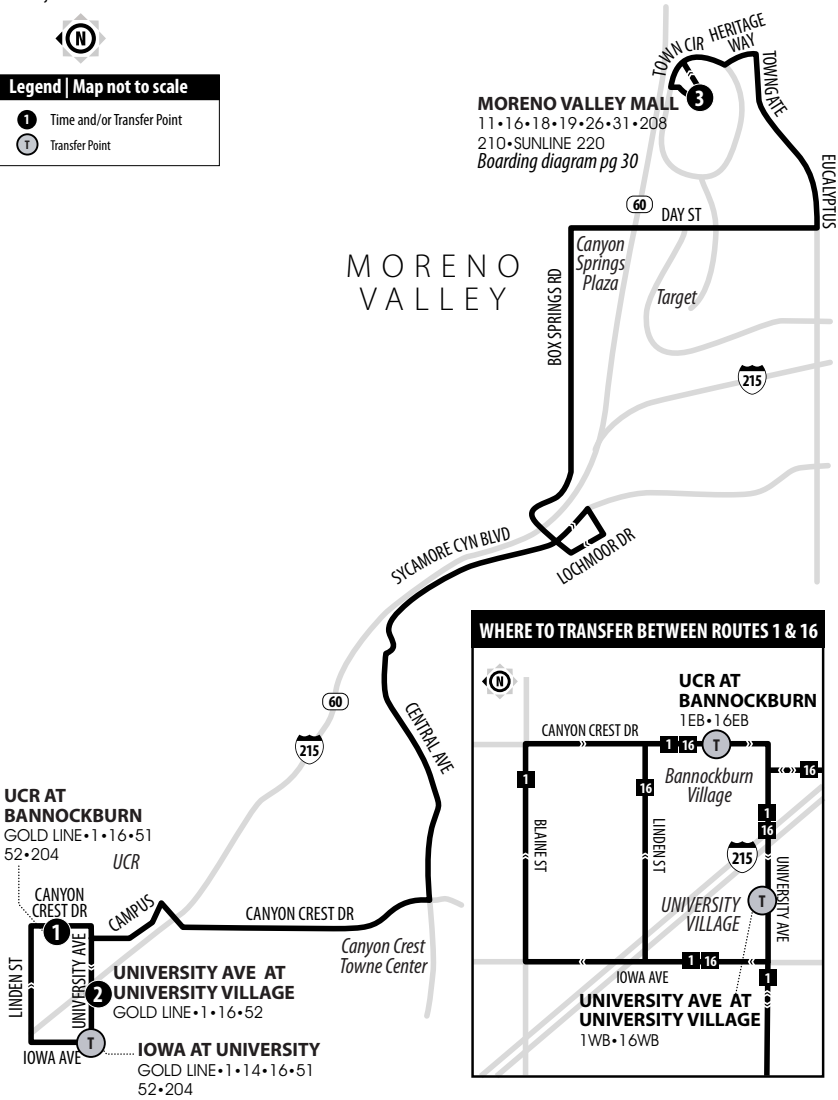 N
Legend | Map not to scale
1 Time and/or Transfer Point
T Transfer Point
TOWN CIR
HERITAGE
WAY
TOWNGATE
EUCALYPTUS
3
MORENO VALLEY MALL
11•16•18•19•26•31•208
210•SUNLINE 220
Boarding diagram pg 30
60
DAY ST
Canyon
Springs
Plaza
Target
MORENO
VALLEY
BOX SPRINGS RD
215
SYCAMORE CYN BLVD
LOCHMOOR DR
60
215
CENTRAL AVE
UCR AT
BANNOCKBURN
GOLD LINE•1•16•51
52•204
UCR
CANYON
CREST DR
1
CAMPUS
CANYON CREST DR
Canyon Crest
Towne Center
LINDEN ST
UNIVERSITY AVE
2
UNIVERSITY AVE AT
UNIVERSITY VILLAGE
GOLD LINE•1•16•52
IOWA AVE
T
IOWA AT UNIVERSITY
GOLD LINE•1•14•16•51
52•204
WHERE TO TRANSFER BETWEEN ROUTES 1 & 16
N
UCR AT
BANNOCKBURN
1EB•16EB
CANYON CREST DR
1 16
T
16
Bannockburn
Village
1
16
1
16
BLAINE ST
LINDEN ST
215
UNIVERSITY AVE
UNIVERSITY
VILLAGE
T
IOWA AVE
1 16
1
UNIVERSITY AVE AT
UNIVERSITY VILLAGE
1WB•16WB